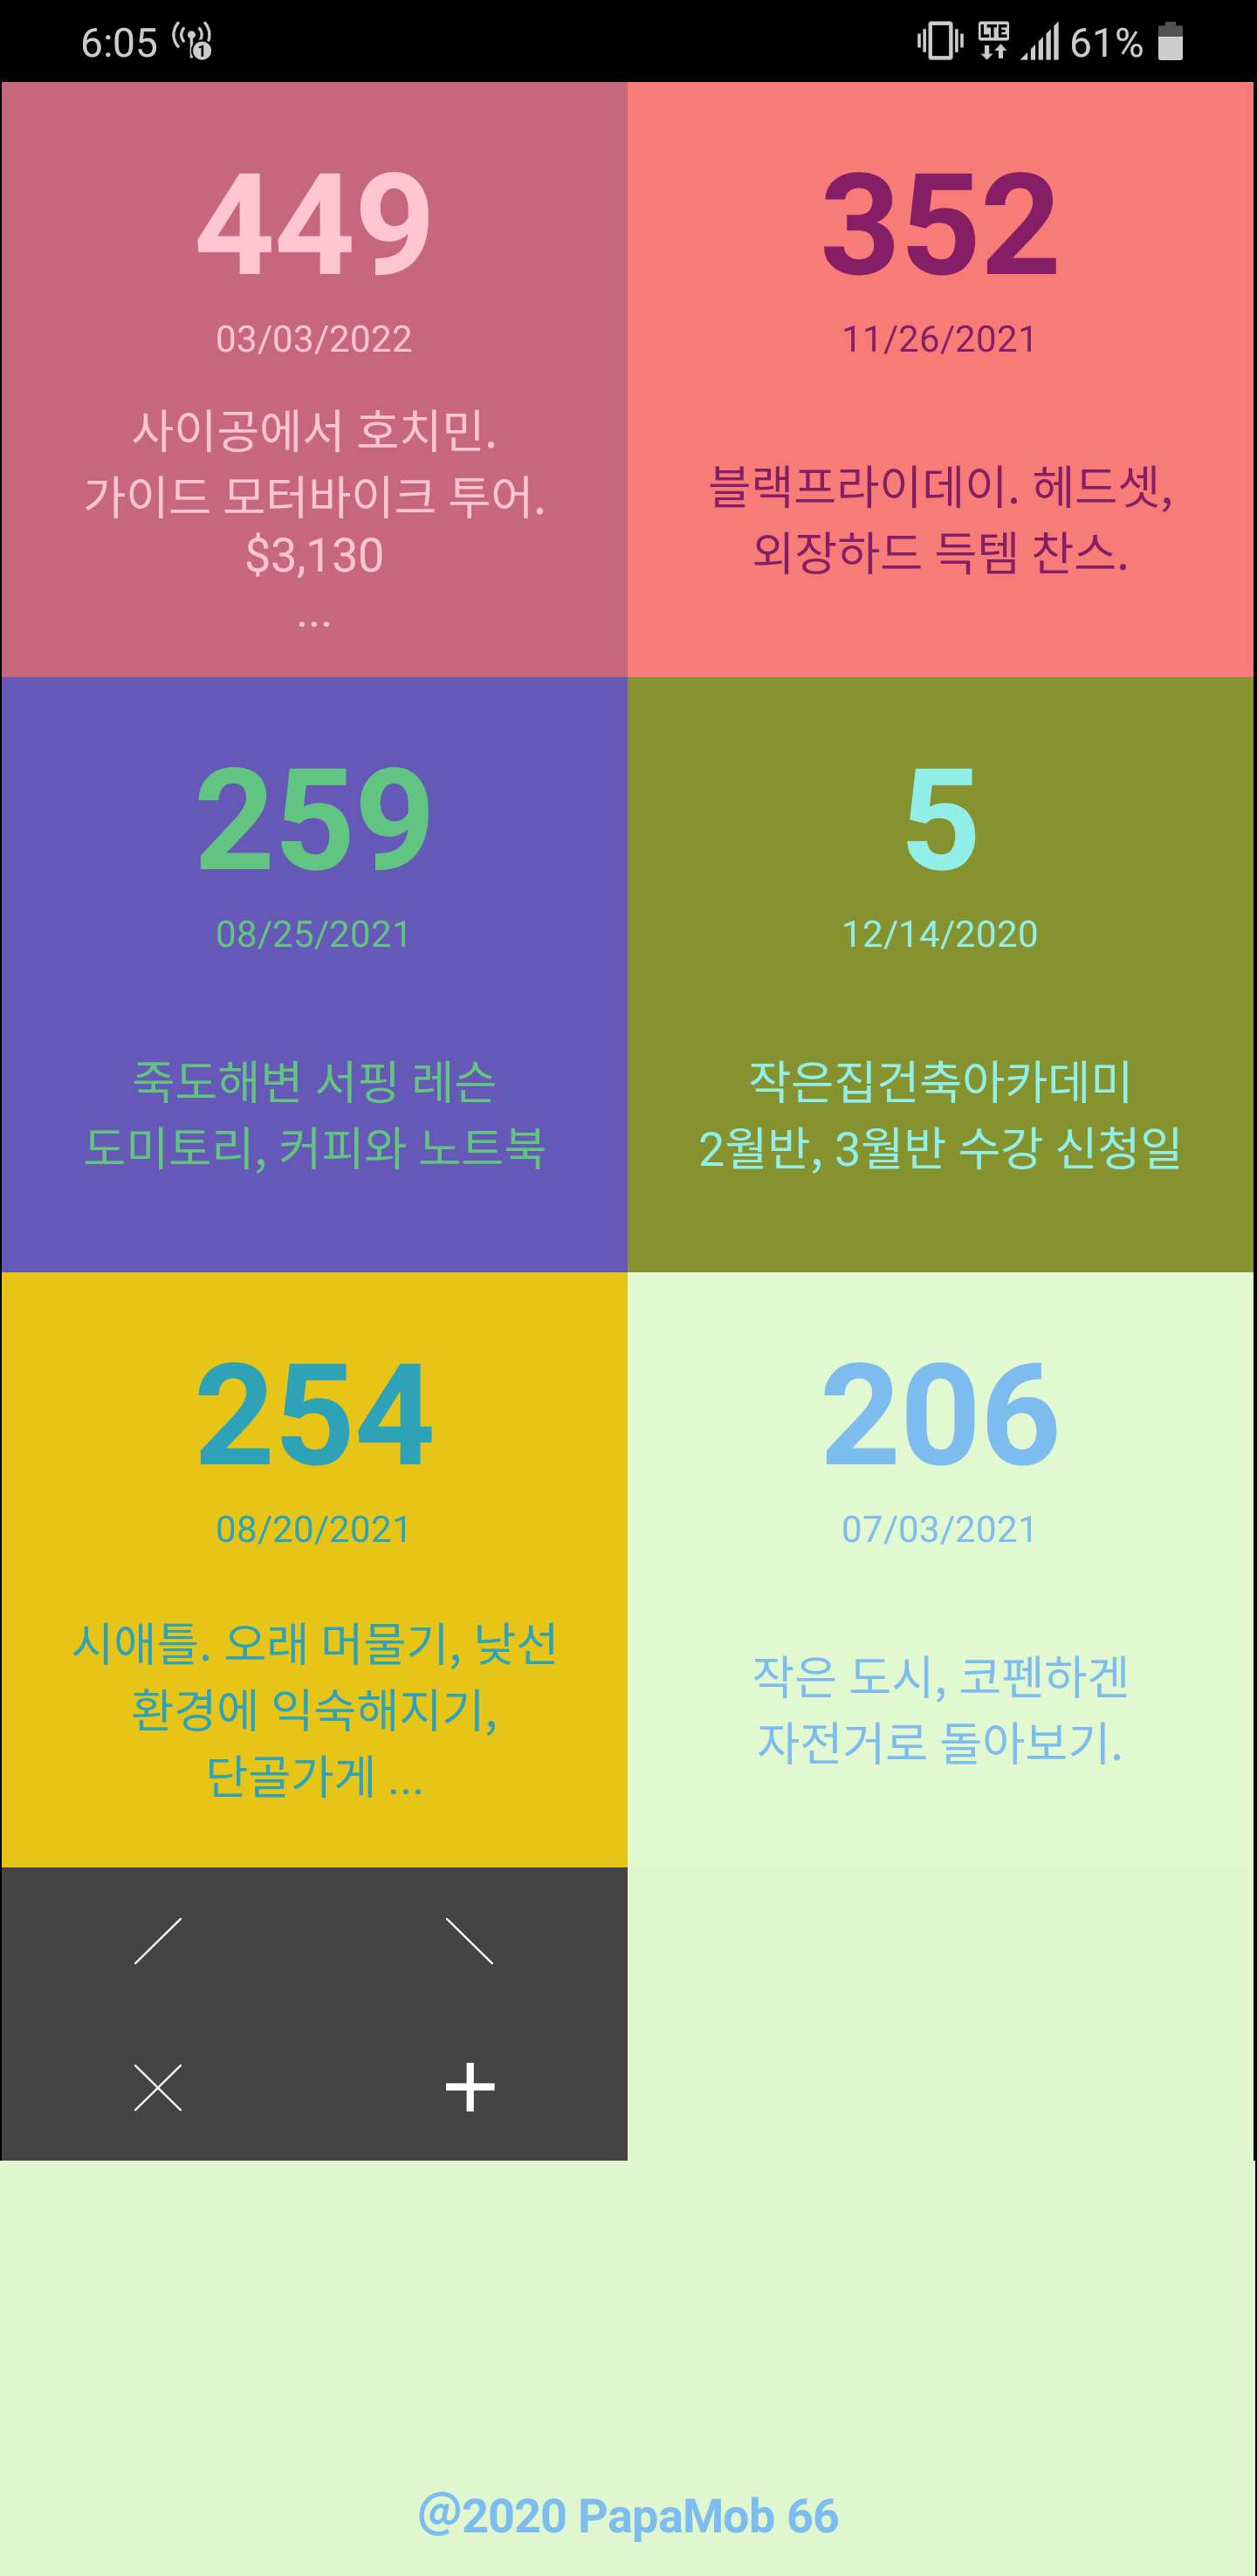 6:05
1
LTE
61%
449
03/03/2022
사이공에서 호치민.
가이드 모터바이크 투어.
$3,130
...
352
11/26/2021
블랙프라이데이. 헤드셋,
외장하드 득템 찬스.
259
08/25/2021
죽도해변 서핑 레슨
도미토리, 커피와 노트북
5
12/14/2020
작은집건축아카데미
2월반, 3월반 수강 신청일
254
08/20/2021
시애틀. 오래 머물기, 낯선
환경에 익숙해지기,
단골가게 ...
206
07/03/2021
작은 도시, 코펜하겐
자전거로 돌아보기.
@2020 PapaMob 66